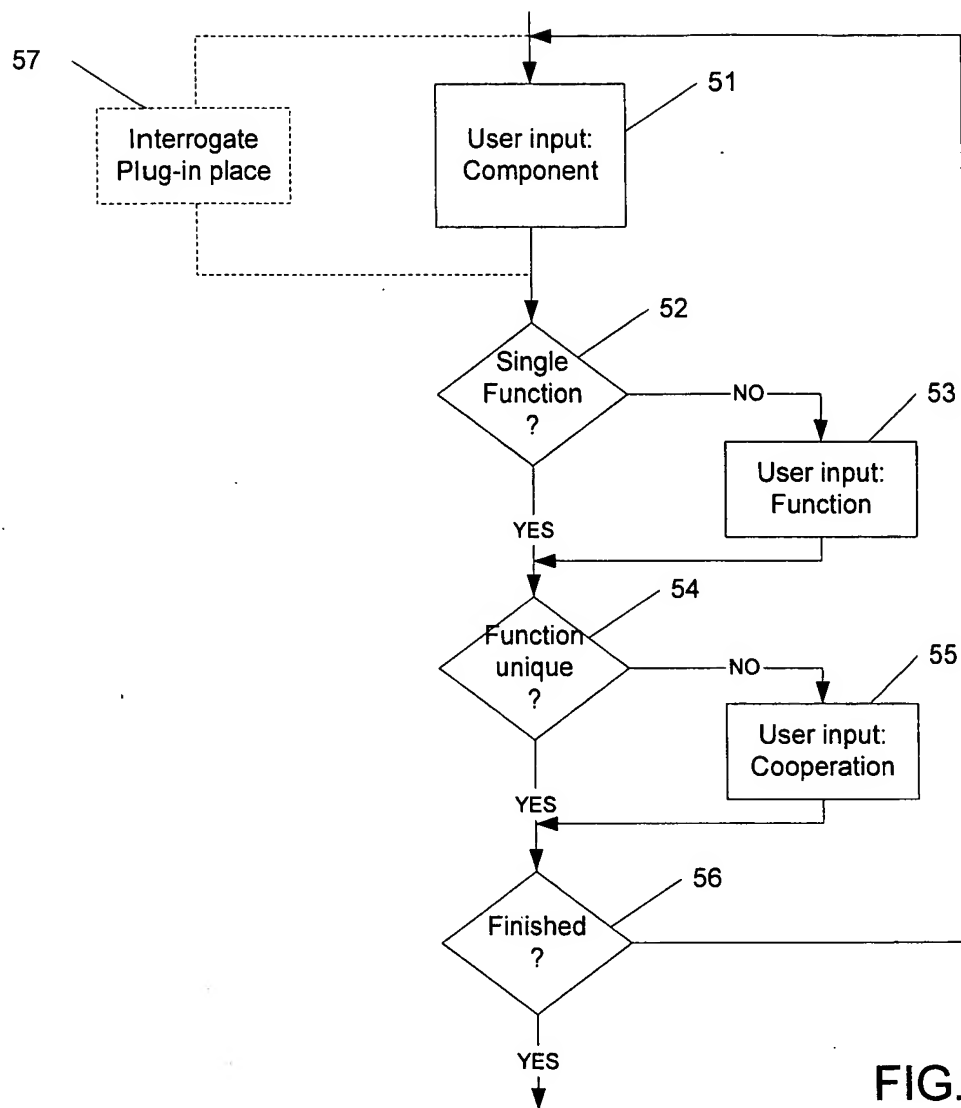 57
51
Interrogate
Plug-in place
User input:
Component
52
Single
Function
?
NO
53
User input:
Function
YES
54
Function
unique
?
NO
55
User input:
Cooperation
YES
56
Finished
?
YES
FIG.